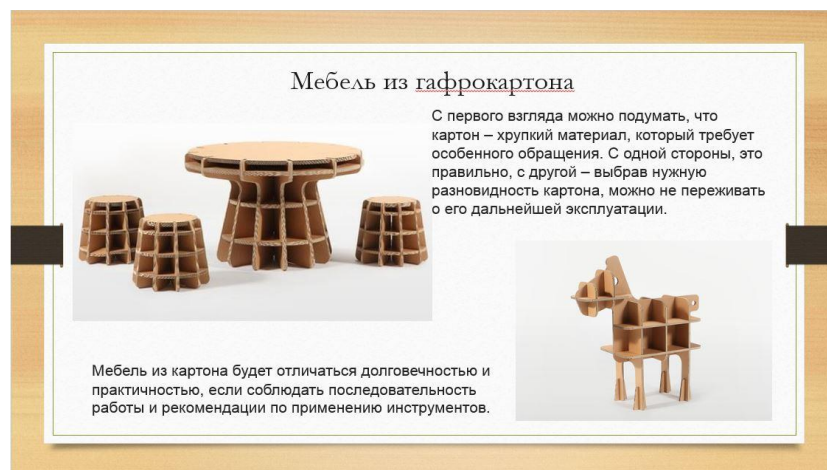 Мебель из гафрокартона
С первого взгляда можно подумать, что
картон – хрупкий материал, который требует
особенного обращения. С одной стороны, это
правильно, с другой – выбрав нужную
разновидность картона, можно не переживать
о его дальнейшей эксплуатации.
Мебель из картона будет отличаться долговечностью и
практичностью, если соблюдать последовательность
работы и рекомендации по применению инструментов.